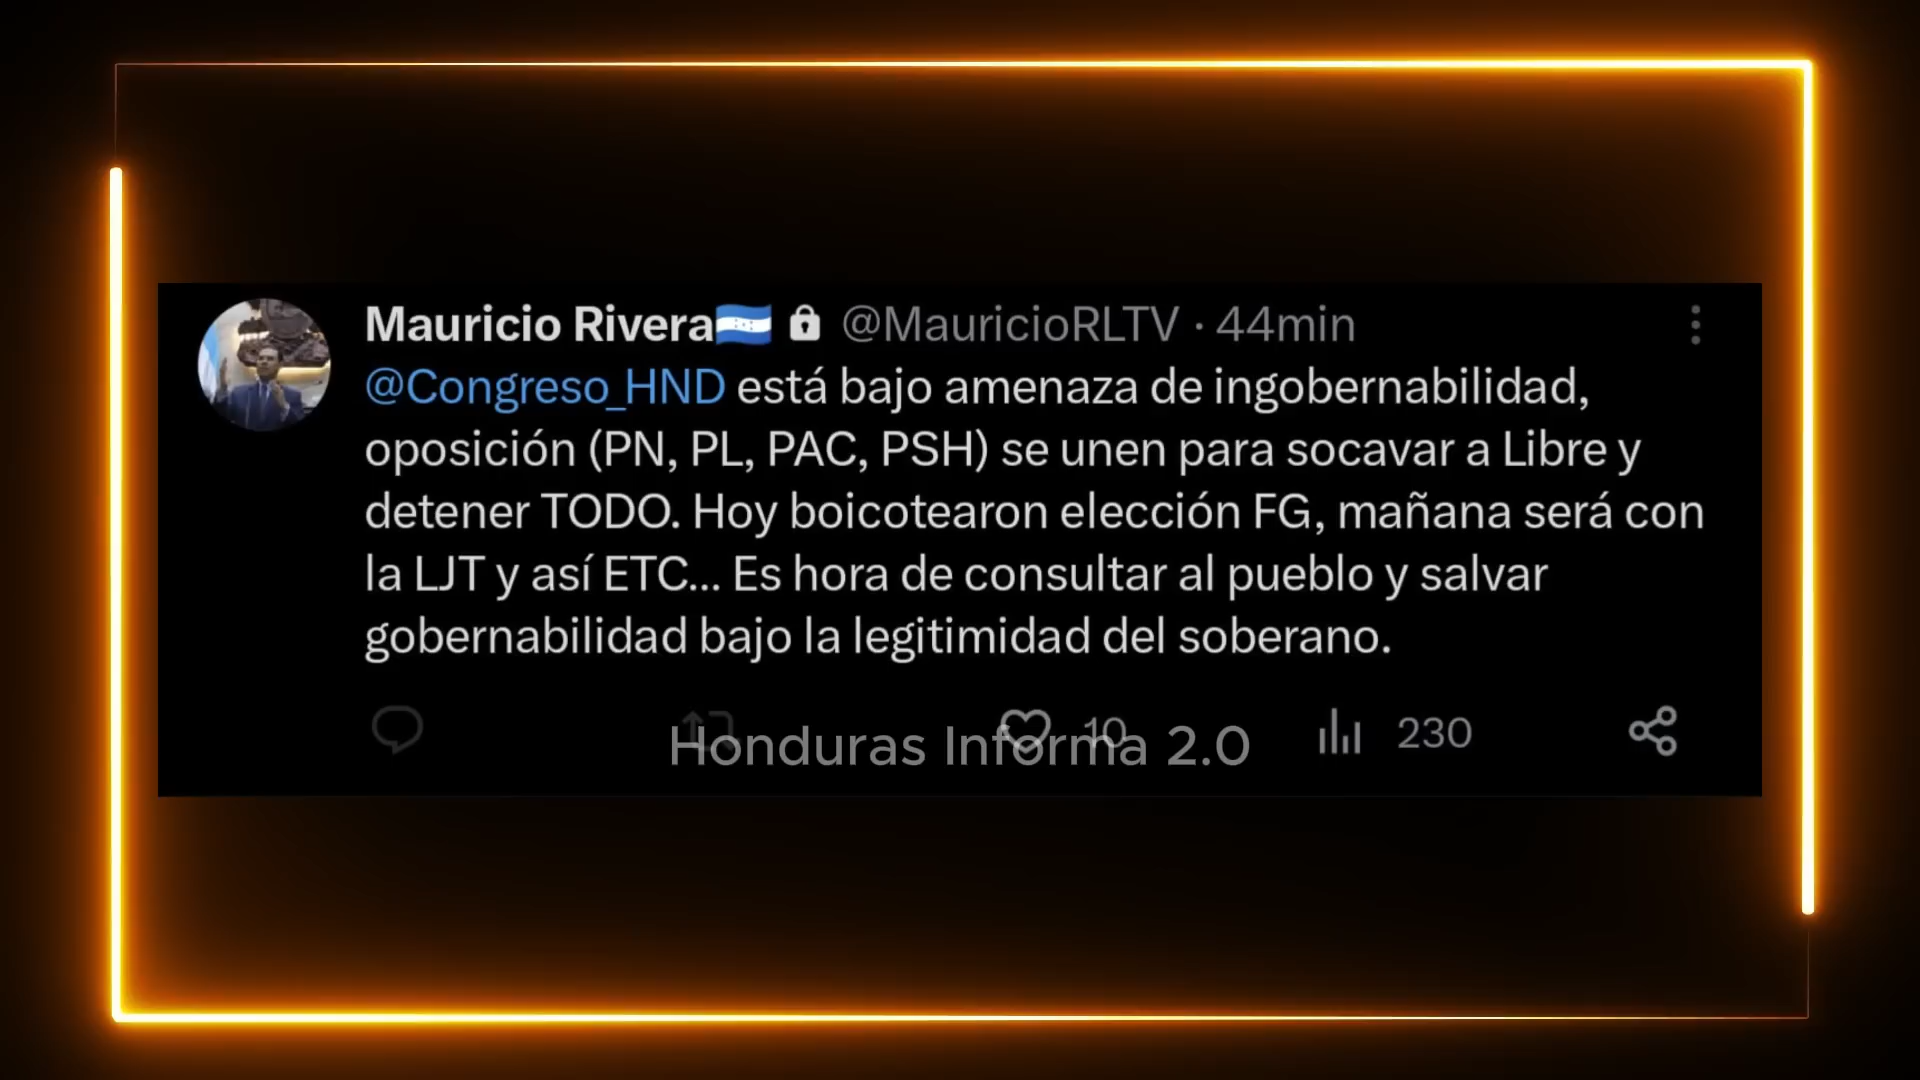 Mauricio Rivera🇭🇳 🔒 @MauricioRLTV · 44min
@Congreso_HND está bajo amenaza de ingobernabilidad,
oposición (PN, PL, PAC, PSH) se unen para socavar a Libre y
detener TODO. Hoy boicotearon elección FG, mañana será con
la LJT y así ETC... Es hora de consultar al pueblo y salvar
gobernabilidad bajo la legitimidad del soberano.
10 230
Honduras Informa 2.0